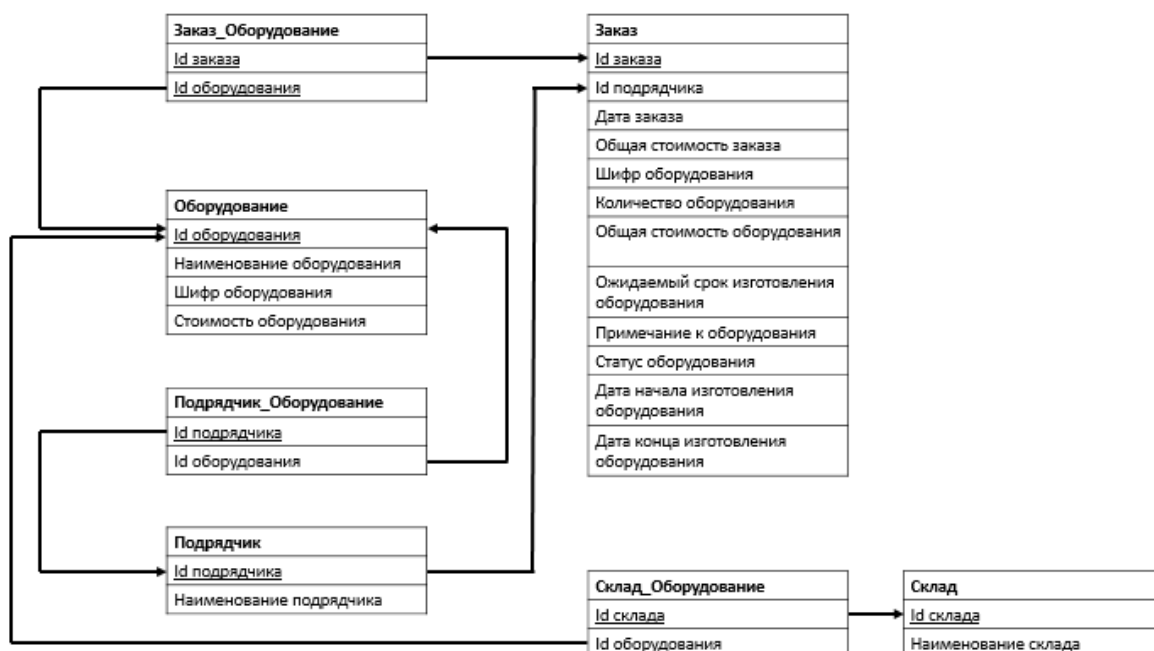 Заказ_Оборудование
Id заказа
Id оборудования
Заказ
Id заказа
Id подрядчика
Дата заказа
Общая стоимость заказа
Шифр оборудования
Количество оборудования
Общая стоимость оборудования
Ожидаемый срок изготовления
оборудования
Примечание к оборудования
Статус оборудования
Дата начала изготовления
оборудования
Дата конца изготовления
оборудования
Оборудование
Id оборудования
Наименование оборудования
Шифр оборудования
Стоимость оборудования
Подрядчик_Оборудование
Id подрядчика
Id оборудования
Подрядчик
Id подрядчика
Наименование подрядчика
Склад_Оборудование
Id склада
Id оборудования
Склад
Id склада
Наименование склада